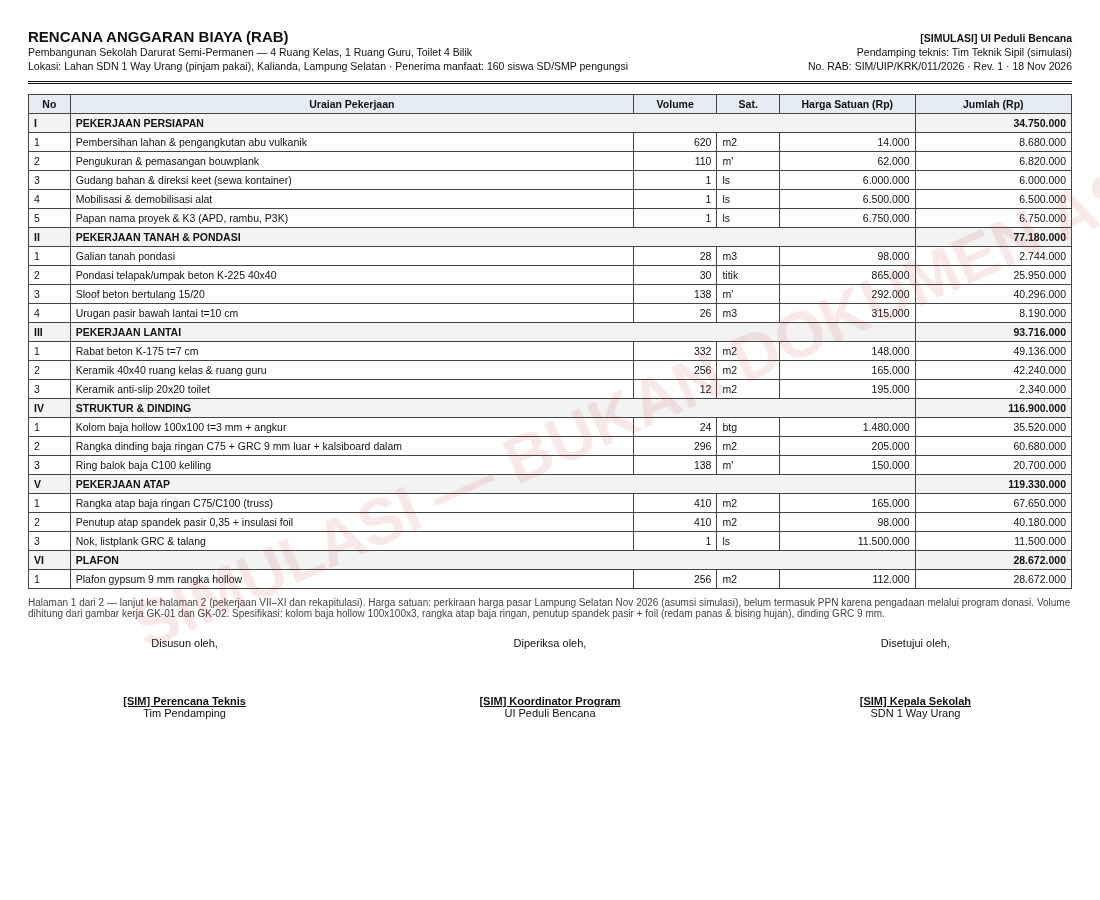 RENCANA ANGGARAN BIAYA (RAB)
Pembangunan Sekolah Darurat Semi-Permanen — 4 Ruang Kelas, 1 Ruang Guru, Toilet 4 Bilik
Lokasi: Lahan SDN 1 Way Urang (pinjam pakai), Kalianda, Lampung Selatan · Penerima manfaat: 160 siswa SD/SMP pengungsi
[SIMULASI] UI Peduli Bencana
Pendamping teknis: Tim Teknik Sipil (simulasi)
No. RAB: SIM/UIP/KRK/011/2026 · Rev. 1 · 18 Nov 2026
No Uraian Pekerjaan Volume Sat. Harga Satuan (Rp) Jumlah (Rp)
I PEKERJAAN PERSIAPAN 34.750.000
1 Pembersihan lahan & pengangkutan abu vulkanik 620 m2 14.000 8.680.000
2 Pengukuran & pemasangan bouwplank 110 m' 62.000 6.820.000
3 Gudang bahan & direksi keet (sewa kontainer) 1 ls 6.000.000 6.000.000
4 Mobilisasi & demobilisasi alat 1 ls 6.500.000 6.500.000
5 Papan nama proyek & K3 (APD, rambu, P3K) 1 ls 6.750.000 6.750.000
II PEKERJAAN TANAH & PONDASI 77.180.000
1 Galian tanah pondasi 28 m3 98.000 2.744.000
2 Pondasi telapak/umpak beton K-225 40x40 30 titik 865.000 25.950.000
3 Sloof beton bertulang 15/20 138 m' 292.000 40.296.000
4 Urugan pasir bawah lantai t=10 cm 26 m3 315.000 8.190.000
III PEKERJAAN LANTAI 93.716.000
1 Rabat beton K-175 t=7 cm 332 m2 148.000 49.136.000
2 Keramik 40x40 ruang kelas & ruang guru 256 m2 165.000 42.240.000
3 Keramik anti-slip 20x20 toilet 12 m2 195.000 2.340.000
IV STRUKTUR & DINDING 116.900.000
1 Kolom baja hollow 100x100 t=3 mm + angkur 24 btg 1.480.000 35.520.000
2 Rangka dinding baja ringan C75 + GRC 9 mm luar + kalsiboard dalam 296 m2 205.000 60.680.000
3 Ring balok baja C100 keliling 138 m' 150.000 20.700.000
V PEKERJAAN ATAP 119.330.000
1 Rangka atap baja ringan C75/C100 (truss) 410 m2 165.000 67.650.000
2 Penutup atap spandek pasir 0,35 + insulasi foil 410 m2 98.000 40.180.000
3 Nok, listplank GRC & talang 1 ls 11.500.000 11.500.000
VI PLAFON 28.672.000
1 Plafon gypsum 9 mm rangka hollow 256 m2 112.000 28.672.000
Halaman 1 dari 2 — lanjut ke halaman 2 (pekerjaan VII–XI dan rekapitulasi). Harga satuan: perkiraan harga pasar Lampung Selatan Nov 2026 (asumsi simulasi), belum termasuk PPN karena pengadaan melalui program donasi. Volume
dihitung dari gambar kerja GK-01 dan GK-02. Spesifikasi: kolom baja hollow 100x100x3, rangka atap baja ringan, penutup spandek pasir + foil (redam panas & bising hujan), dinding GRC 9 mm.
Disusun oleh, Diperiksa oleh, Disetujui oleh,
[SIM] Perencana Teknis [SIM] Koordinator Program [SIM] Kepala Sekolah
Tim Pendamping UI Peduli Bencana SDN 1 Way Urang
SIMULASI — BUKAN DOKUMEN AS